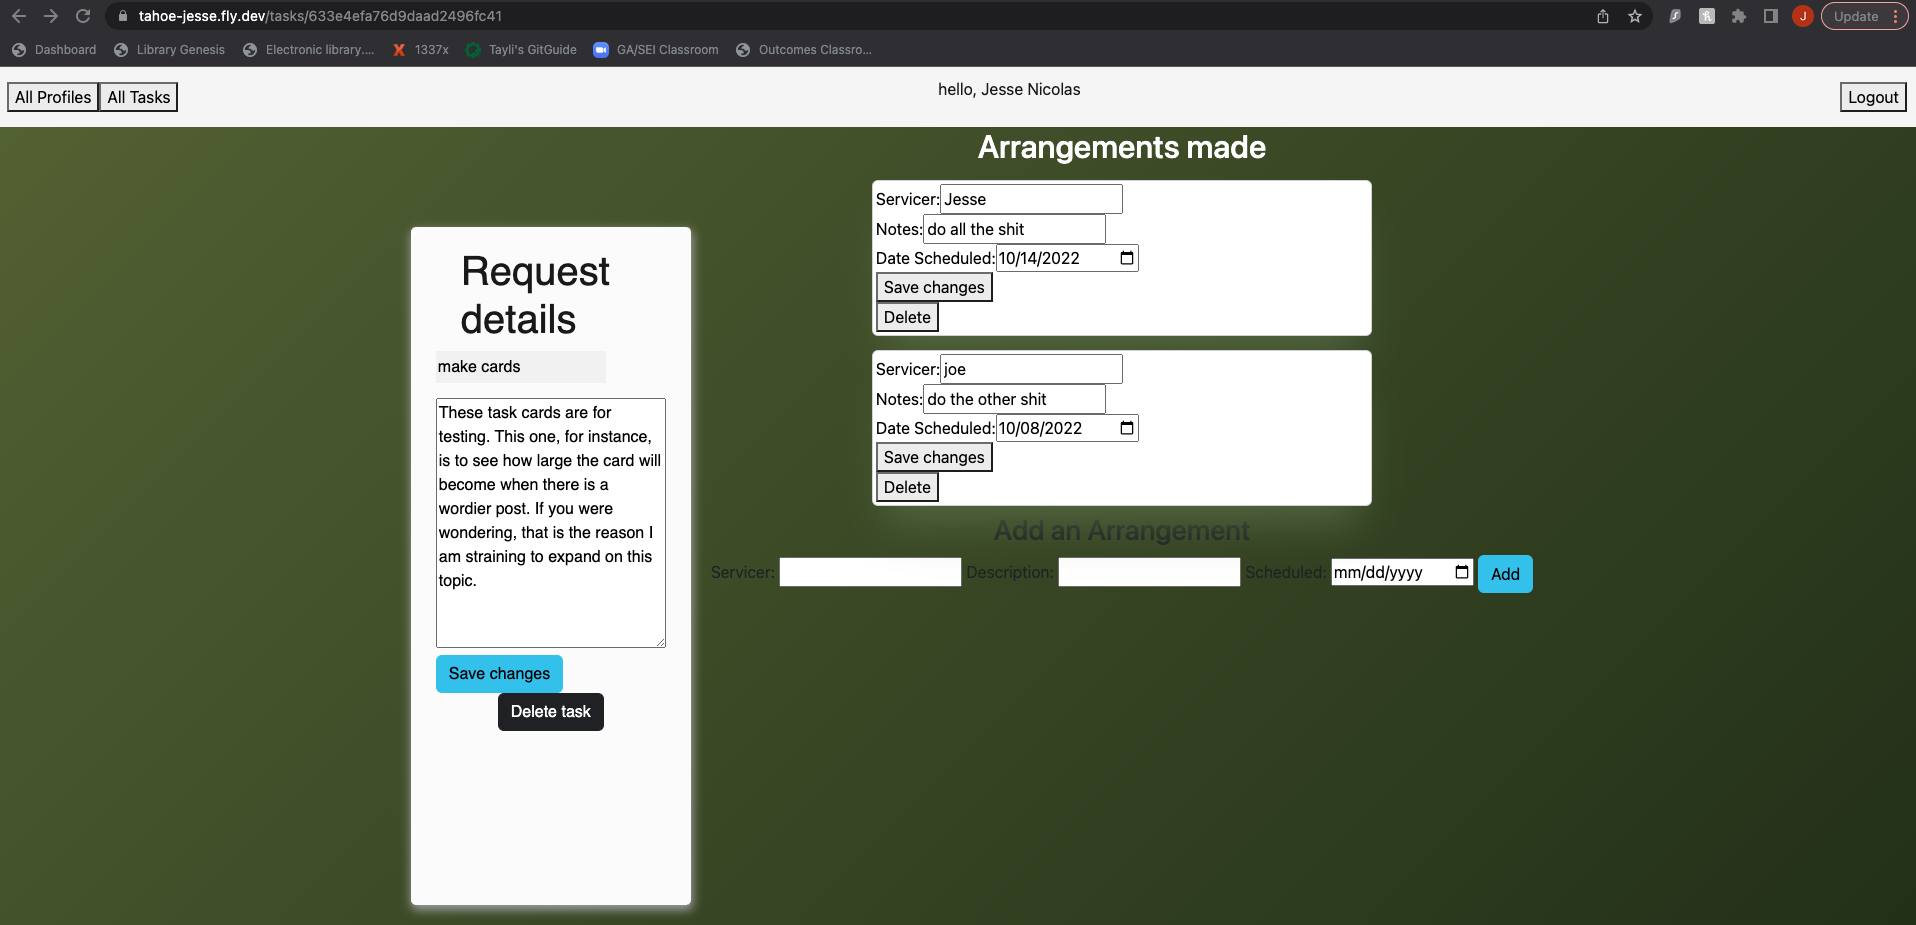 tahoe-jesse.fly.dev/tasks/633e4efa76d9daad2496fc41
J
Update
Dashboard
Library Genesis
Electronic library....
1337x
Tayli's GitGuide
GA/SEI Classroom
Outcomes Classro...
All Profiles
All Tasks
hello, Jesse Nicolas
Logout
Request
details
make cards
These task cards are for
testing. This one, for instance,
is to see how large the card will
become when there is a
wordier post. If you were
wondering, that is the reason I
am straining to expand on this
topic.
Save changes
Delete task
Arrangements made
Servicer: Jesse
Notes: do all the shit
Date Scheduled: 10/14/2022
Save changes
Delete
Servicer: joe
Notes: do the other shit
Date Scheduled: 10/08/2022
Save changes
Delete
Add an Arrangement
Servicer: Description: Scheduled: mm/dd/yyyy Add